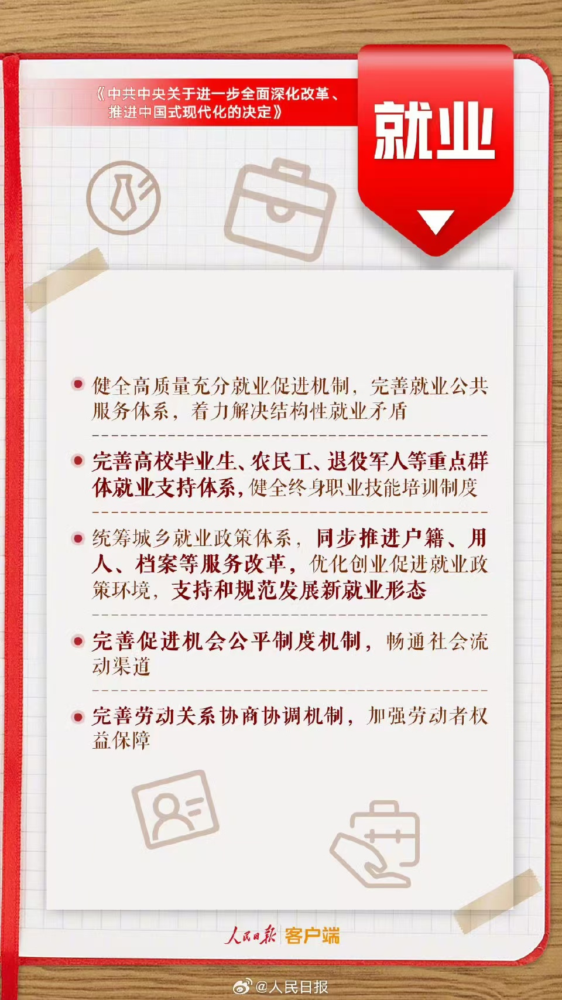 《中共中央关于进一步全面深化改革、
推进中国式现代化的决定》
就业
健全高质量充分就业促进机制，完善就业公共
服务体系，着力解决结构性就业矛盾
完善高校毕业生、农民工、退役军人等重点群
体就业支持体系，健全终身职业技能培训制度
统筹城乡就业政策体系，同步推进户籍、用
人、档案等服务改革，优化创业促进就业政
策环境，支持和规范发展新就业形态
完善促进机会公平制度机制，畅通社会流
动渠道
完善劳动关系协商协调机制，加强劳动者权
益保障
人民日报 客户端
@人民日报